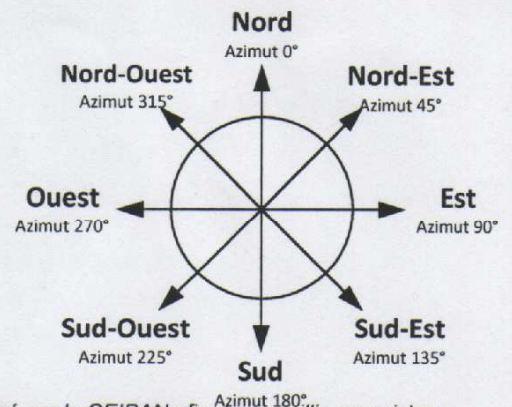 Nord
Azimut 0°
Nord-Ouest
Azimut 315°
Nord-Est
Azimut 45°
Ouest
Azimut 270°
Est
Azimut 90°
Sud-Ouest
Azimut 225°
Sud-Est
Azimut 135°
Sud
Azimut 180°
GEIPAN